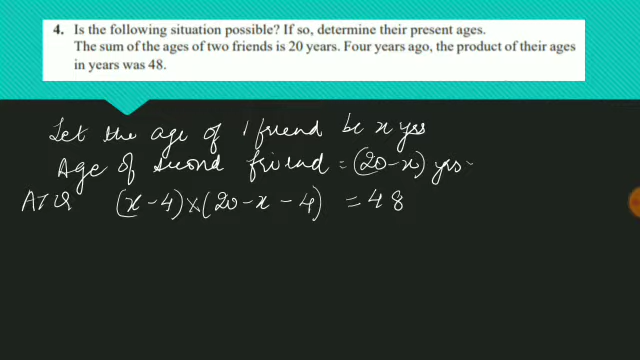 4. Is the following situation possible? If so, determine their present ages.
The sum of the ages of two friends is 20 years. Four years ago, the product of their ages
in years was 48.
Let the age of 1 friend be x yrs
Age of second friend = (20-x) yrs
ATQ (x-4)×(20-x-4) = 48